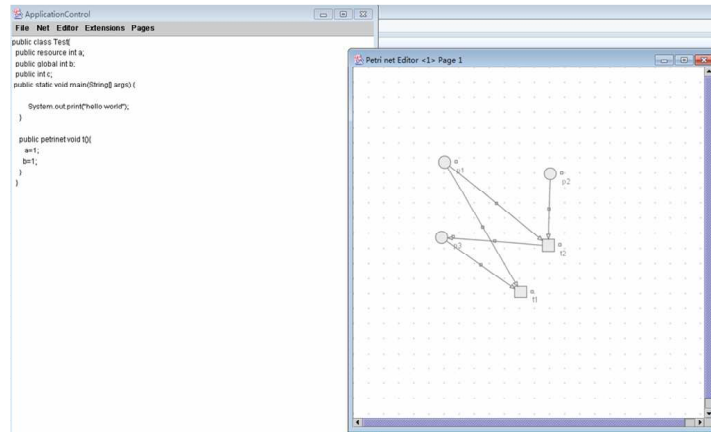 ApplicationControl
File Net Editor Extensions Pages
public class Test{
public resource int a;
public global int b;
public int c;
public static void main(String[] args) {
System.out.print("hello world");
}
public petrinet void t(){
a=1;
b=1;
}
}
Petri net Editor <1> Page 1
p1
p2
p3
t2
t1